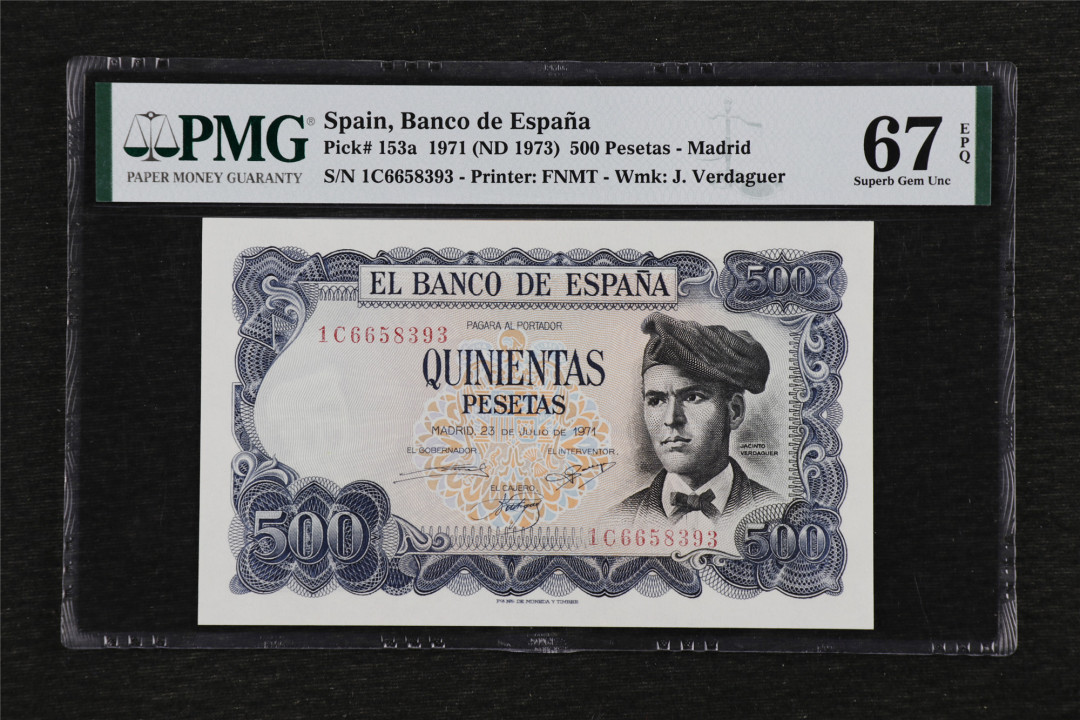 PMG®
PAPER MONEY GUARANTY
Spain, Banco de España
Pick# 153a 1971 (ND 1973) 500 Pesetas - Madrid
S/N 1C6658393 - Printer: FNMT - Wmk: J. Verdaguer
67
EPQ
Superb Gem Unc
EL BANCO DE ESPAÑA
500
1C6658393
PAGARA AL PORTADOR
QUINIENTAS
PESETAS
MADRID, 23 DE JULIO DE 1971
EL GOBERNADOR
EL INTERVENTOR,
EL CAJERO,
JACINTO
VERDAGUER
500
1C6658393
500